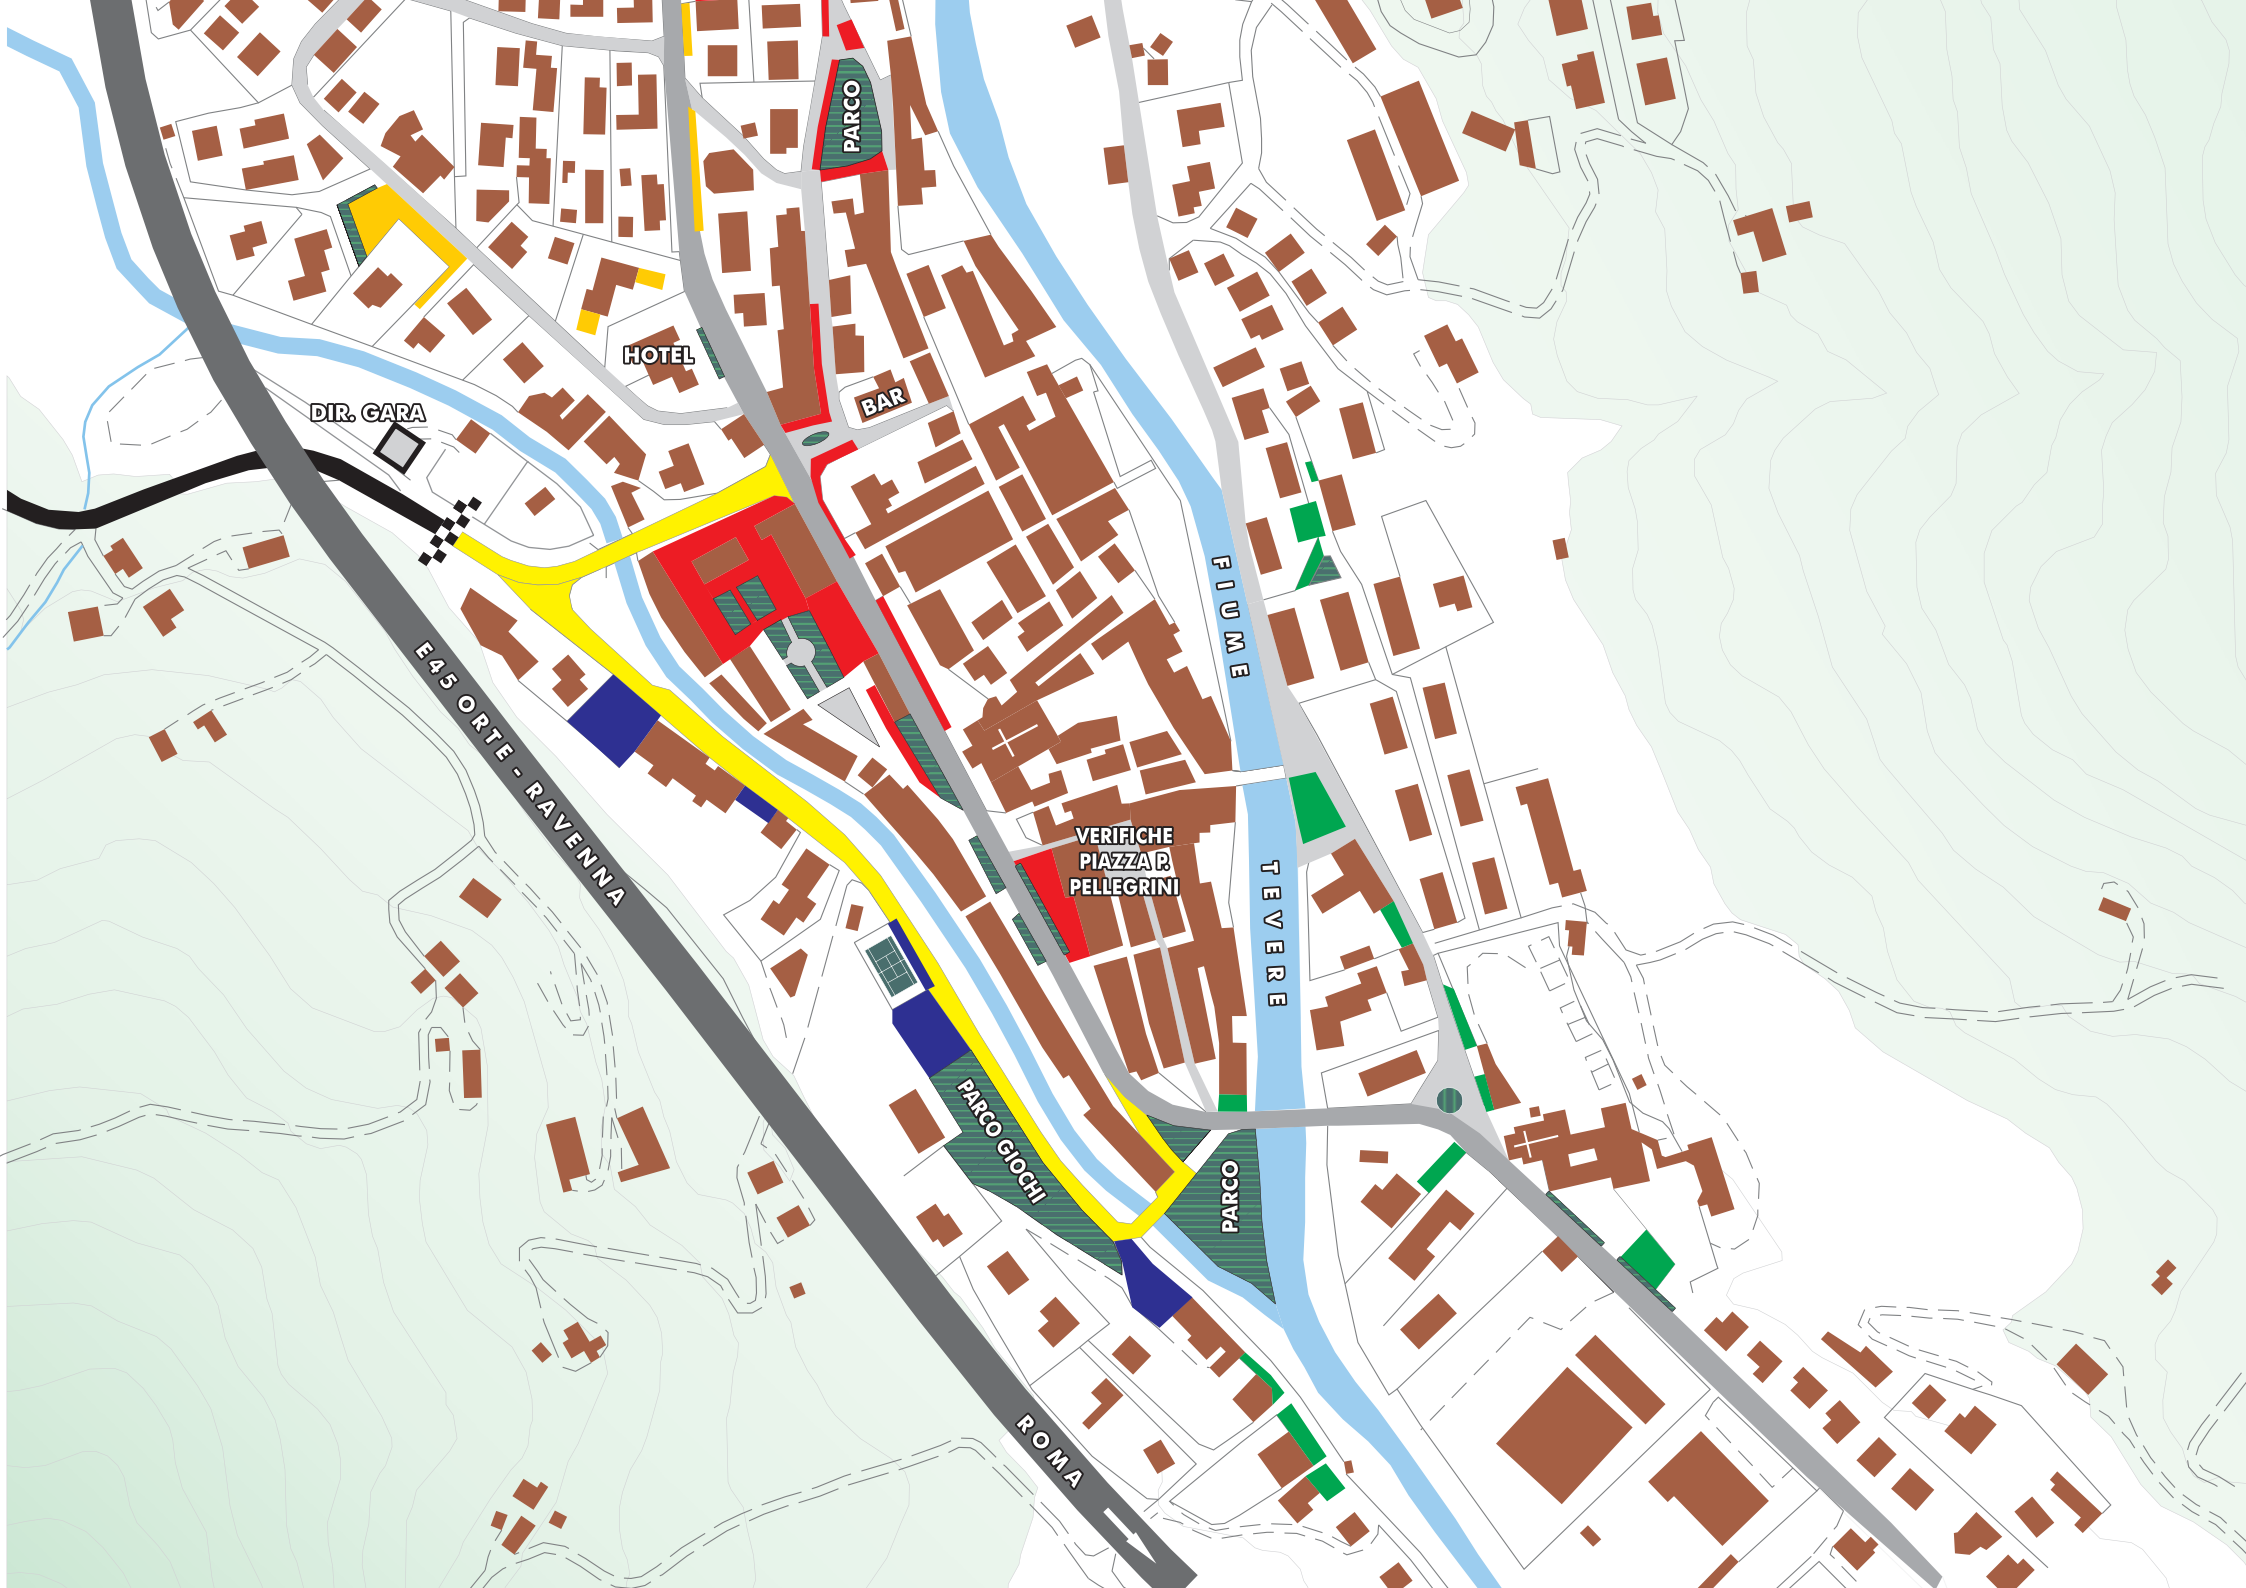 PARCO
HOTEL
BAR
DIR. GARA
FIUME
E45 ORTE - RAVENNA
VERIFICHE
PIAZZA P.
PELLEGRINI
TEVERE
PARCO GIOCHI
PARCO
ROMA